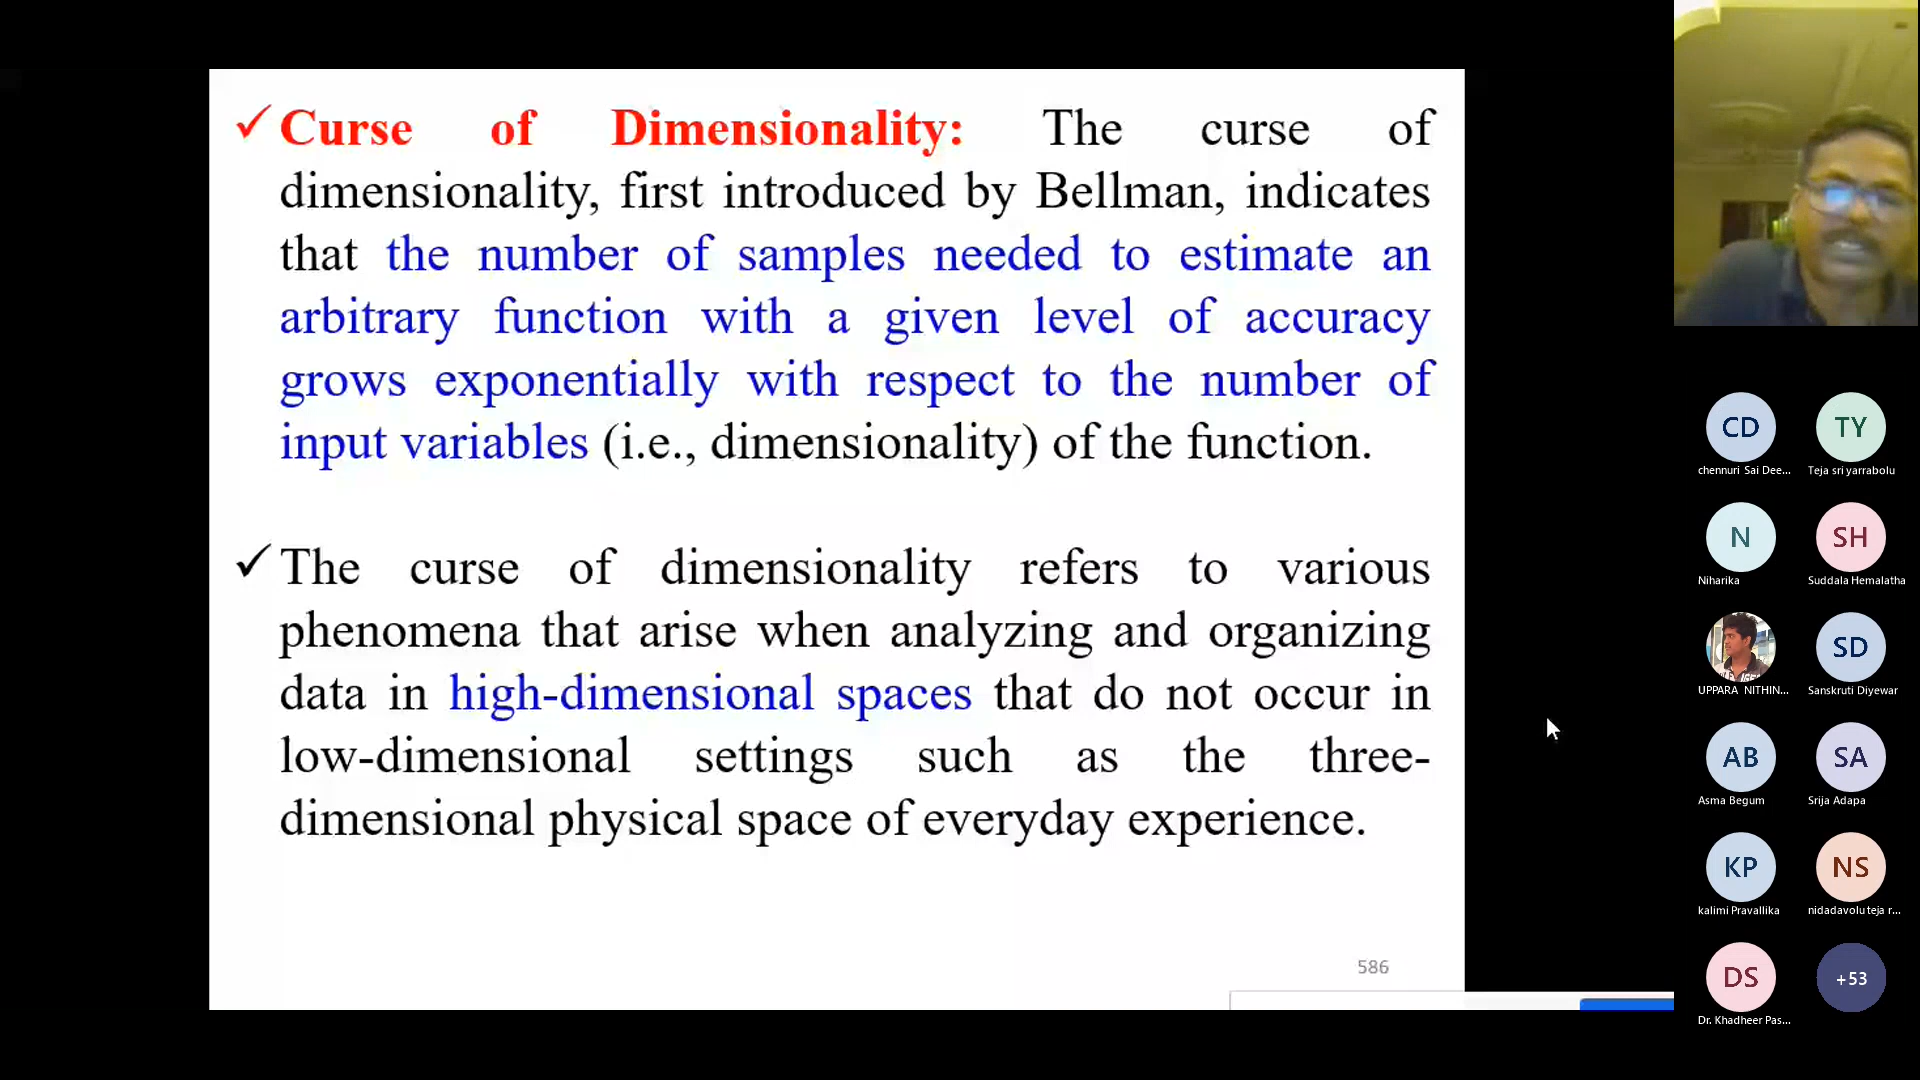 ✓ Curse of Dimensionality: The curse of
dimensionality, first introduced by Bellman, indicates
that the number of samples needed to estimate an
arbitrary function with a given level of accuracy
grows exponentially with respect to the number of
input variables (i.e., dimensionality) of the function.
✓ The curse of dimensionality refers to various
phenomena that arise when analyzing and organizing
data in high-dimensional spaces that do not occur in
low-dimensional settings such as the three-
dimensional physical space of everyday experience.
586
CD TY
chennuri Sai Dee... Teja sri yarrabolu
N SH
Niharika Suddala Hemalatha
SD
UPPARA NITHIN... Sanskruti Diyewar
AB SA
Asma Begum Srija Adapa
KP NS
kalimi Pravallika nidadavolu teja r...
DS +53
Dr. Khadheer Pas...